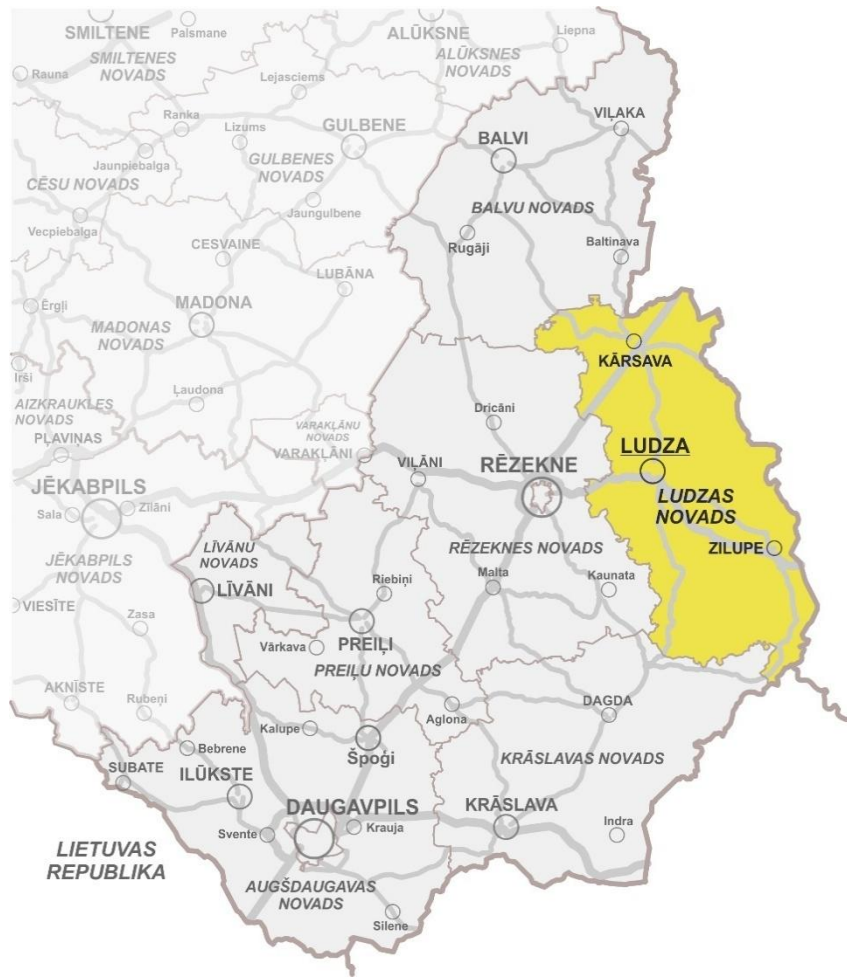 SMILTENE
Palsmane
ALŪKSNE
Liepna
SMILTENES
NOVADS
ALŪKSNES
NOVADS
Rauna
Lejasciems
Ranka
Lizums
GULBENE
VIĻAKA
BALVI
Jaunpiebalga
GULBENES
NOVADS
CĒSU NOVADS
Jaungulbene
BALVU NOVADS
Vecpiebalga
CESVAINE
Rugāji
Baltinava
LUBĀNA
Ērgļi
MADONA
MADONAS
NOVADS
KĀRSAVA
Irši
Ļaudona
AIZKRAUKLES
NOVADS
Dricāni
VARAKĻĀNU
NOVADS
PĻAVIŅAS
VARAKĻĀNI
VIĻĀNI
RĒZEKNE
LUDZA
JĒKABPILS
LUDZAS
NOVADS
Sala
Zīlāni
LĪVĀNU
NOVADS
RĒZEKNES NOVADS
ZILUPE
JĒKABPILS
NOVADS
LĪVĀNI
Riebiņi
Malta
Kaunata
VIESĪTE
Zasa
PREIĻI
Vārkava
PREIĻU NOVADS
AKNĪSTE
Rubeņi
Aglona
DAGDA
Kalupe
Špoģi
KRĀSLAVAS NOVADS
Bebrene
SUBATE
ILŪKSTE
DAUGAVPILS
KRĀSLAVA
Svente
Krauja
Indra
LIETUVAS
REPUBLIKA
AUGŠDAUGAVAS
NOVADS
Silene